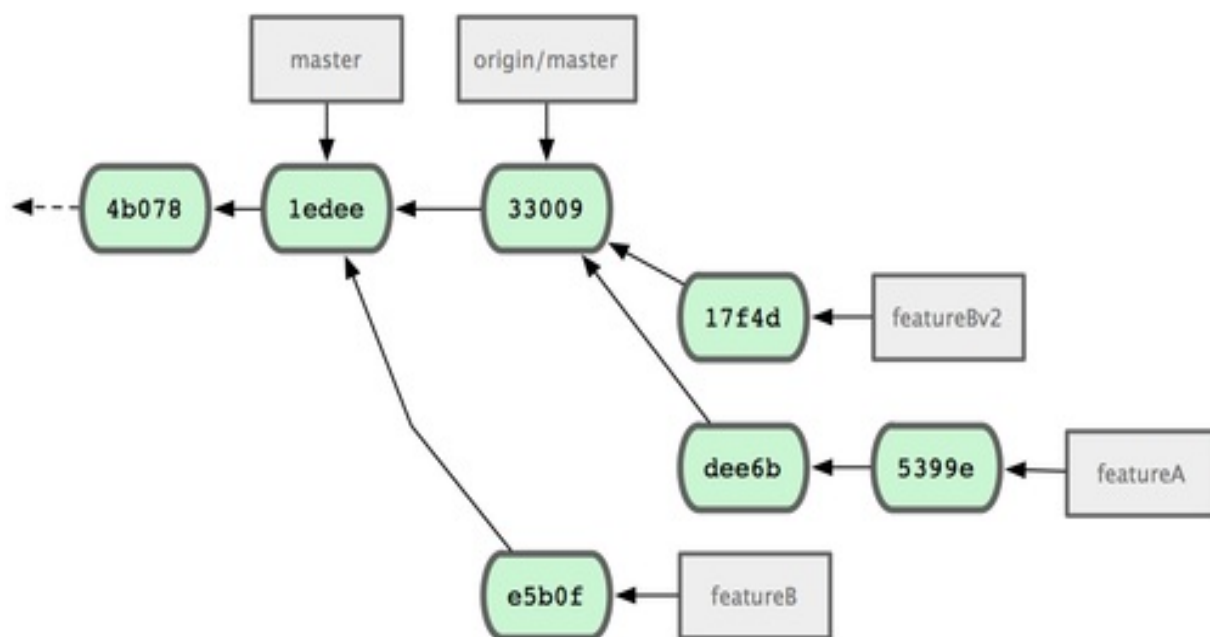 master
origin/master
4b078
1edee
33009
17f4d
featureBv2
dee6b
5399e
featureA
e5b0f
featureB